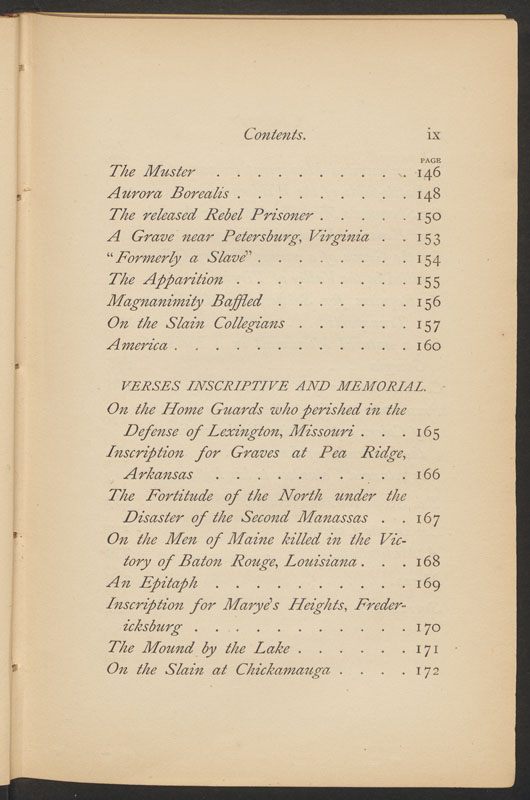 Contents. ix
PAGE
The Muster . . . . . . . . . . 146
Aurora Borealis . . . . . . . . . 148
The released Rebel Prisoner . . . . . 150
A Grave near Petersburg, Virginia . . 153
"Formerly a Slave" . . . . . . . . 154
The Apparition . . . . . . . . . 155
Magnanimity Baffled . . . . . . . 156
On the Slain Collegians . . . . . . 157
America . . . . . . . . . . . . 160
VERSES INSCRIPTIVE AND MEMORIAL.
On the Home Guards who perished in the
Defense of Lexington, Missouri . . . 165
Inscription for Graves at Pea Ridge,
Arkansas . . . . . . . . . . 166
The Fortitude of the North under the
Disaster of the Second Manassas . . 167
On the Men of Maine killed in the Vic-
tory of Baton Rouge, Louisiana . . . 168
An Epitaph . . . . . . . . . . 169
Inscription for Marye's Heights, Freder-
icksburg . . . . . . . . . . . 170
The Mound by the Lake . . . . . . 171
On the Slain at Chickamauga . . . . 172